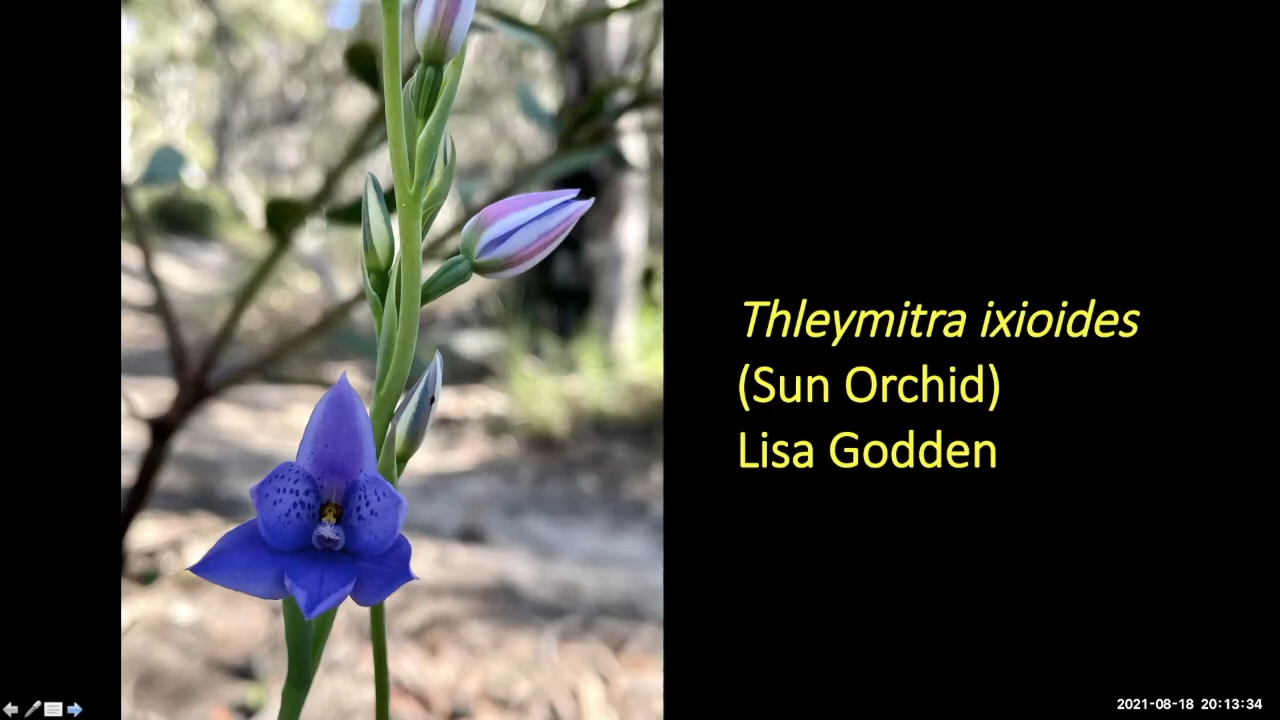 Thleymitra ixioides
(Sun Orchid)
Lisa Godden
2021-08-18 20:13:34